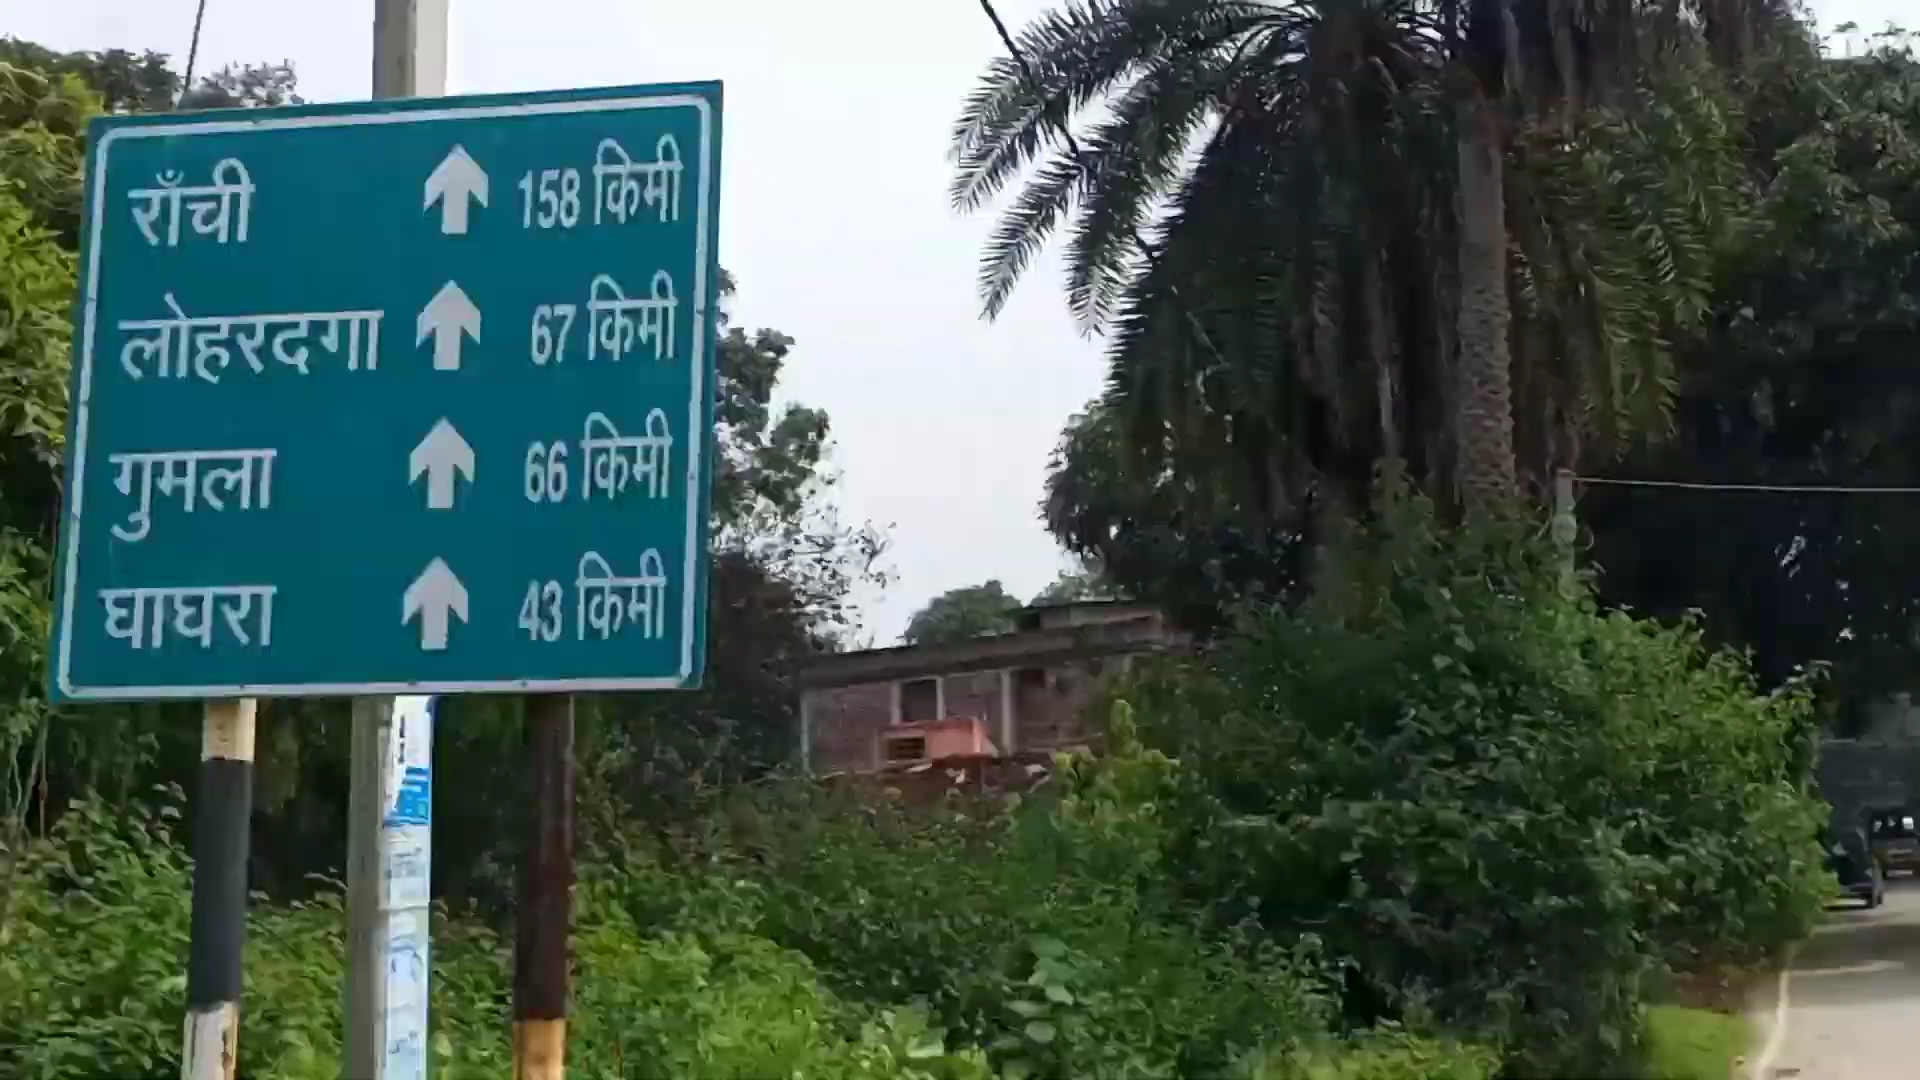 राँची 158 किमी
लोहरदगा 67 किमी
गुमला 66 किमी
घाघरा 43 किमी